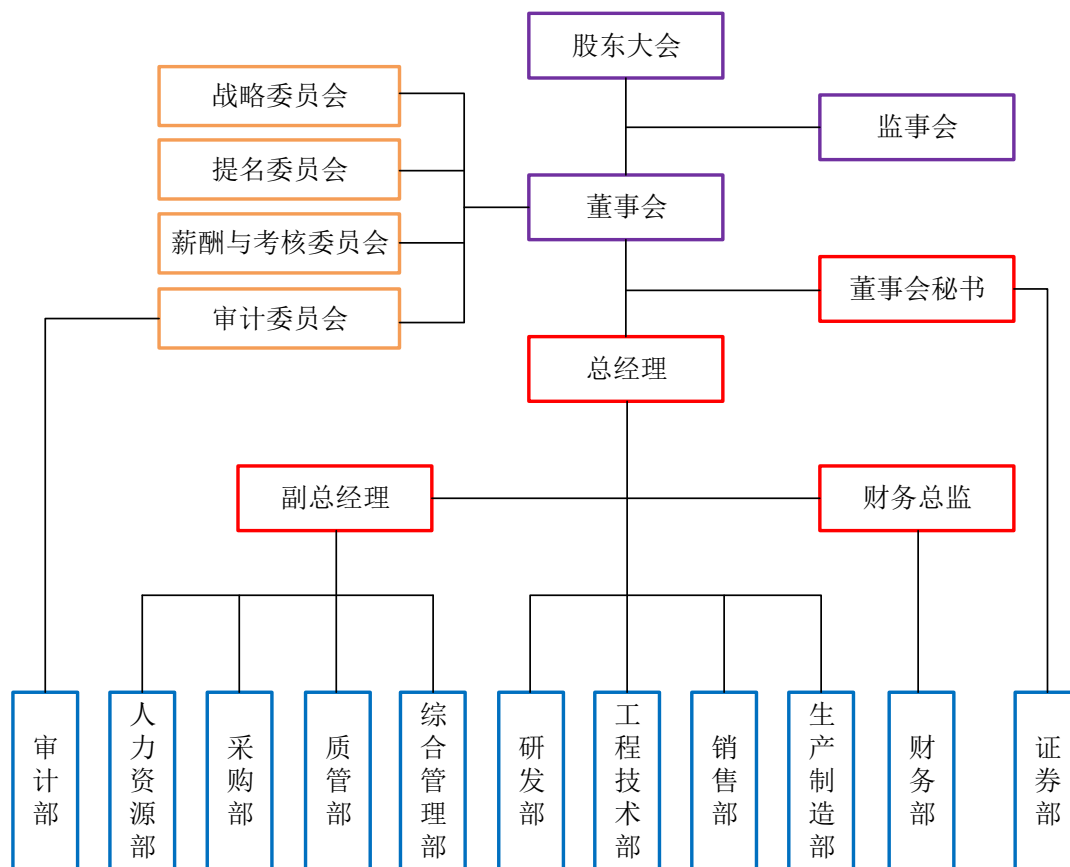 股东大会
战略委员会
监事会
提名委员会
董事会
薪酬与考核委员会
董事会秘书
审计委员会
总经理
副总经理
财务总监
审计部
人力资源部
采购部
质管部
综合管理部
研发部
工程技术部
销售部
生产制造部
财务部
证券部